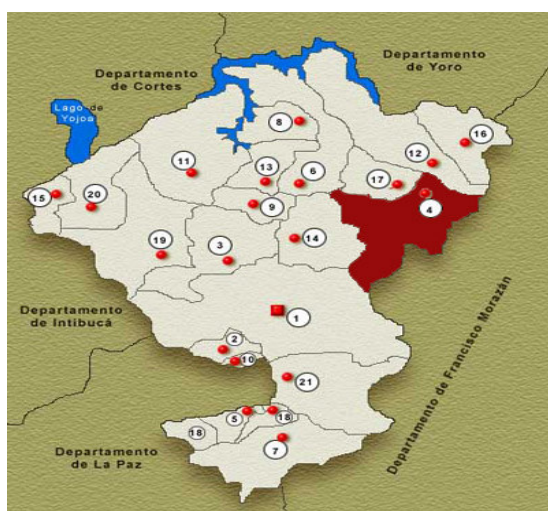 Departamento
de Yoro
Departamento
de Cortes
Lago de
Yojoa
8
16
12
11
13
6
17
15
20
9
4
3
14
19
1
Departamento
de Intibucá
2
10
21
5
18
18
7
Departamento
de La Paz
Departamento de Francisco Morazán